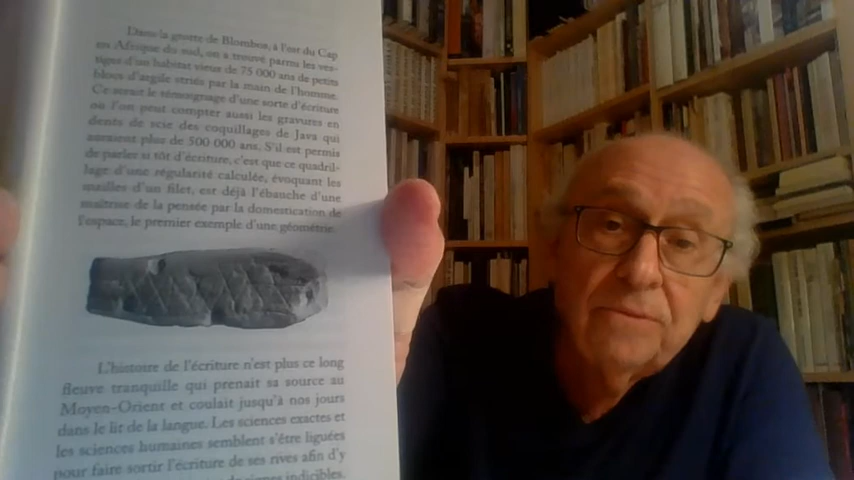 Dans la grotte de Blombos, à l'est du Cap
en Afrique du sud, on a trouvé parmi les ves-
tiges d'un habitat vieux de 75 000 ans de petits
blocs d'argile striés par la main de l'homme.
Ce serait le témoignage d'une sorte d'écriture
où l'on peut compter aussi les gravures en
dents de scie des coquillages de Java qui
auraient plus de 500 000 ans. S'il est permis
de parler si tôt d'écriture, c'est que ce quadril-
lage d'une régularité calculée, évoquant les
mailles d'un filet, est déjà l'ébauche d'une
maîtrise de la pensée par la domestication de
l'espace, le premier exemple d'une géométrie.
L'histoire de l'écriture n'est plus ce long
fleuve tranquille qui prenait sa source au
Moyen-Orient et coulait jusqu'à nos jours
dans le lit de la langue. Les sciences exactes et
les sciences humaines semblent s'être liguées
pour faire sortir l'écriture de ses rives afin d'y
de signes indicibles.